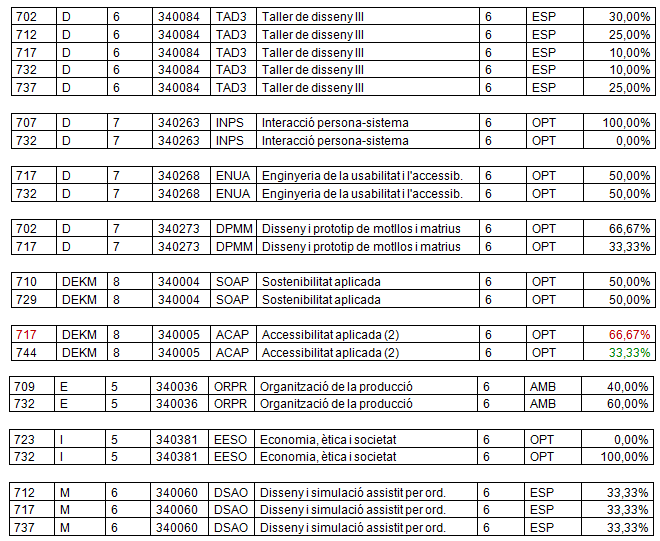 702 D 6 340084 TAD3 Taller de disseny III 6 ESP 30,00%
712 D 6 340084 TAD3 Taller de disseny III 6 ESP 25,00%
717 D 6 340084 TAD3 Taller de disseny III 6 ESP 10,00%
732 D 6 340084 TAD3 Taller de disseny III 6 ESP 10,00%
737 D 6 340084 TAD3 Taller de disseny III 6 ESP 25,00%
707 D 7 340263 INPS Interacció persona-sistema 6 OPT 100,00%
732 D 7 340263 INPS Interacció persona-sistema 6 OPT 0,00%
717 D 7 340268 ENUA Enginyeria de la usabilitat i l'accessib. 6 OPT 50,00%
732 D 7 340268 ENUA Enginyeria de la usabilitat i l'accessib. 6 OPT 50,00%
702 D 7 340273 DPMM Disseny i prototip de motllos i matrius 6 OPT 66,67%
717 D 7 340273 DPMM Disseny i prototip de motllos i matrius 6 OPT 33,33%
710 DEKM 8 340004 SOAP Sostenibilitat aplicada 6 OPT 50,00%
729 DEKM 8 340004 SOAP Sostenibilitat aplicada 6 OPT 50,00%
717 DEKM 8 340005 ACAP Accessibilitat aplicada (2) 6 OPT 66,67%
744 DEKM 8 340005 ACAP Accessibilitat aplicada (2) 6 OPT 33,33%
709 E 5 340036 ORPR Organització de la producció 6 AMB 40,00%
732 E 5 340036 ORPR Organització de la producció 6 AMB 60,00%
723 I 5 340381 EESO Economia, ètica i societat 6 OPT 0,00%
732 I 5 340381 EESO Economia, ètica i societat 6 OPT 100,00%
712 M 6 340060 DSAO Disseny i simulació assistit per ord. 6 ESP 33,33%
717 M 6 340060 DSAO Disseny i simulació assistit per ord. 6 ESP 33,33%
737 M 6 340060 DSAO Disseny i simulació assistit per ord. 6 ESP 33,33%